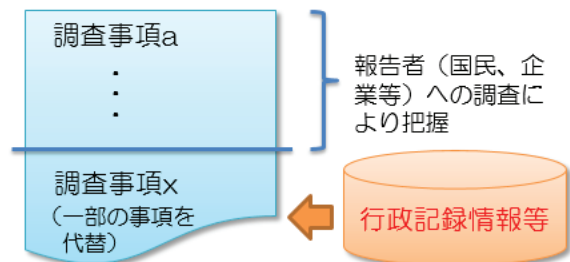 調査事項a
・
・
・
報告者（国民、企
業等）への調査に
より把握
調査事項x
（一部の事項を
代替）
行政記録情報等